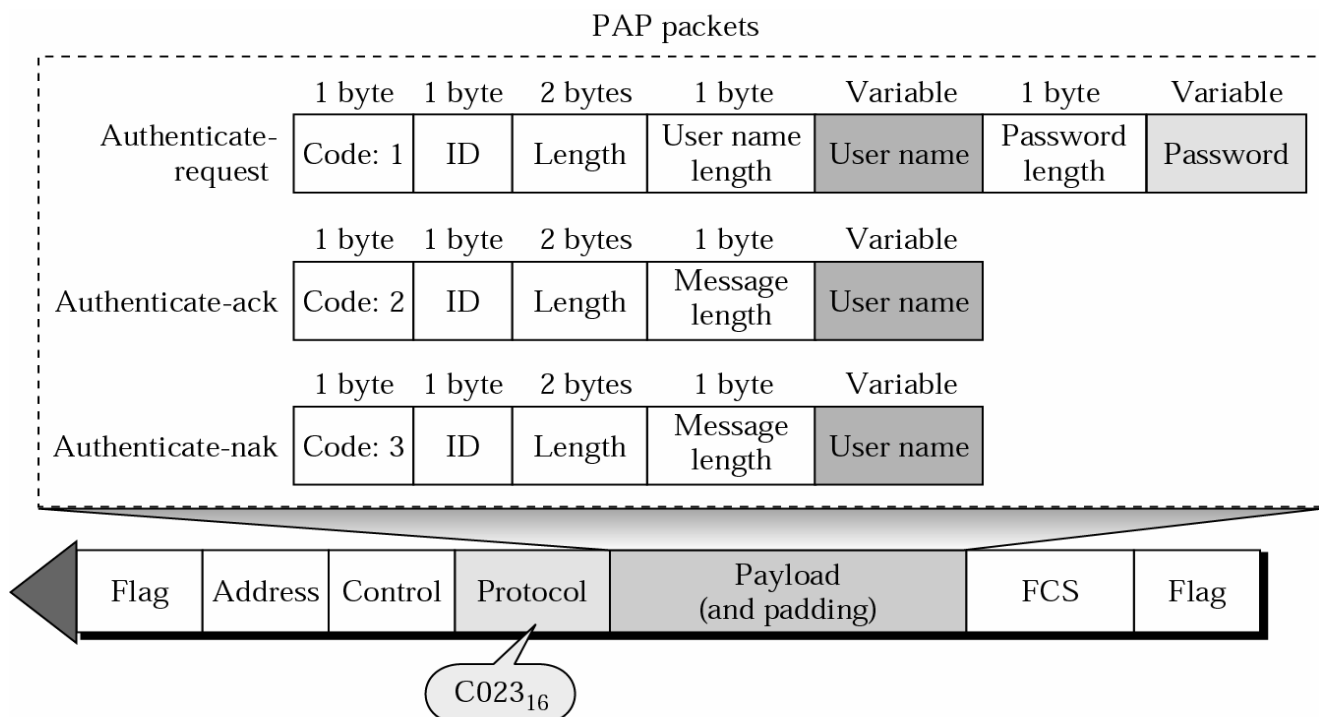 PAP packets
1 byte 1 byte 2 bytes 1 byte Variable 1 byte Variable
Authenticate-
request
Code: 1 ID Length User name
length User name Password
length Password
1 byte 1 byte 2 bytes 1 byte Variable
Authenticate-ack Code: 2 ID Length Message
length User name
1 byte 1 byte 2 bytes 1 byte Variable
Authenticate-nak Code: 3 ID Length Message
length User name
Flag Address Control Protocol Payload
(and padding) FCS Flag
C023₁₆